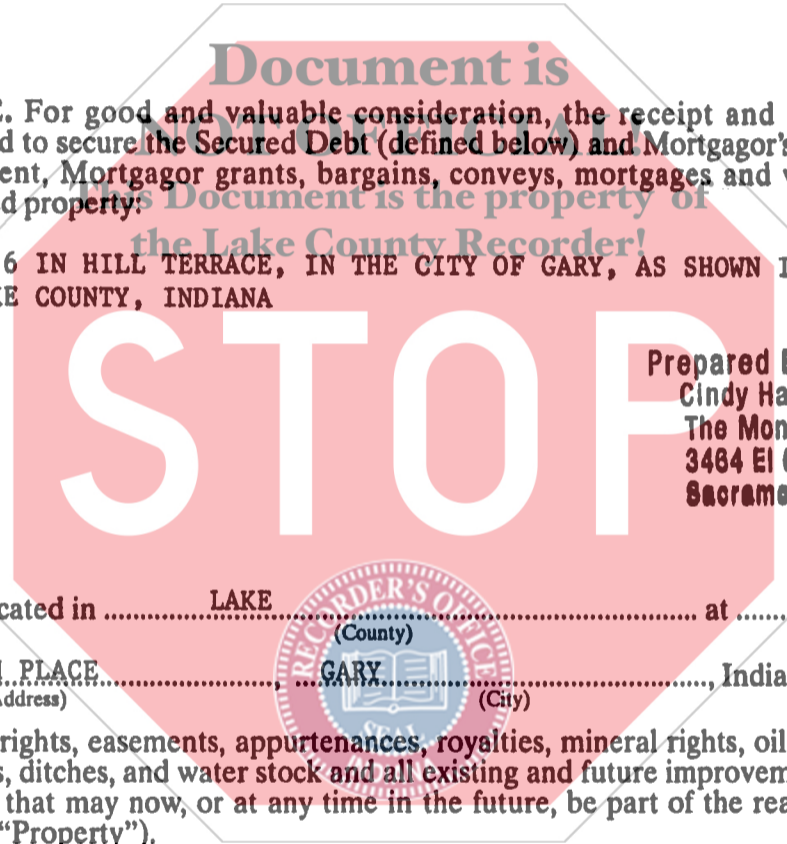 Document is
. For good and valuable consideration, the receipt and
NOT OFFICIAL!
d to secure the Secured Debt (defined below) and Mortgagor's
ent, Mortgagor grants, bargains, conveys, mortgages and
This Document is the property of
d property:
the Lake County Recorder!
6 IN HILL TERRACE, IN THE CITY OF GARY, AS SHOWN
E COUNTY, INDIANA
STOP
Prepared
Cindy Ha
The Mon
3464 El
Sacrame
cated in LAKE at
(County)
PLACE, GARY, India
ddress) (City)
RECORDER'S OFFICE
SEAL
INDIANA
rights, easements, appurtenances, royalties, mineral rights, oil
s, ditches, and water stock and all existing and future improvem
that may now, or at any time in the future, be part of the rea
"Property").